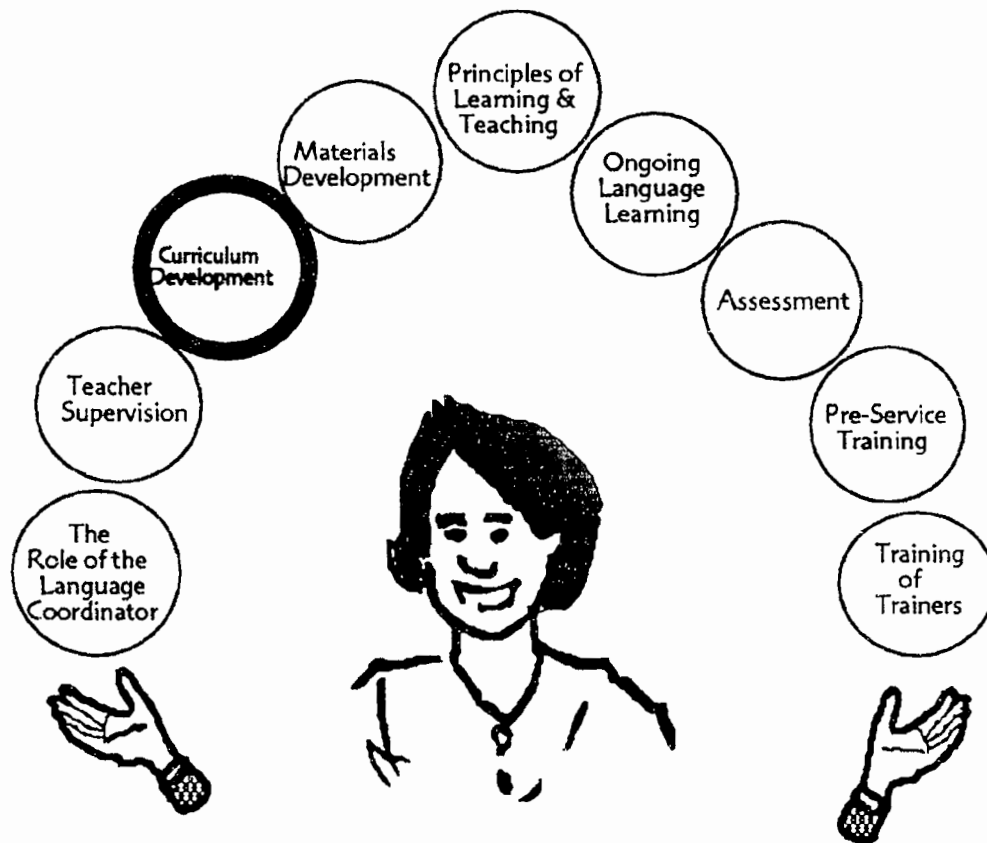 The
Role of the
Language
Coordinator
Teacher
Supervision
Curriculum
Development
Materials
Development
Principles of
Learning &
Teaching
Ongoing
Language
Learning
Assessment
Pre-Service
Training
Training
of
Trainers